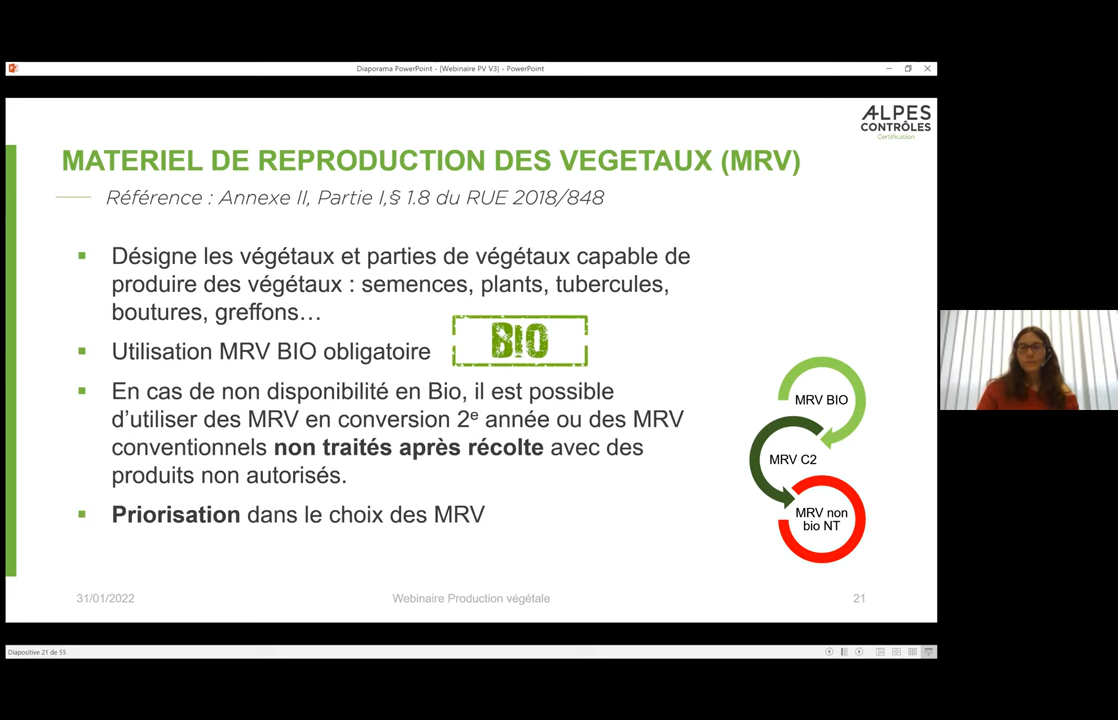 Diaporama PowerPoint - [Webinaire PV V3] - PowerPoint
ALPES
CONTRÔLES
Certification
MATERIEL DE REPRODUCTION DES VEGETAUX (MRV)
Référence : Annexe II, Partie I,§ 1.8 du RUE 2018/848
Désigne les végétaux et parties de végétaux capable de
produire des végétaux : semences, plants, tubercules,
boutures, greffons…
BIO
Utilisation MRV BIO obligatoire
En cas de non disponibilité en Bio, il est possible
d’utiliser des MRV en conversion 2e année ou des MRV
conventionnels non traités après récolte avec des
produits non autorisés.
Priorisation dans le choix des MRV
MRV BIO
MRV C2
MRV non
bio NT
31/01/2022
Webinaire Production végétale
21
Diapositive 21 de 55